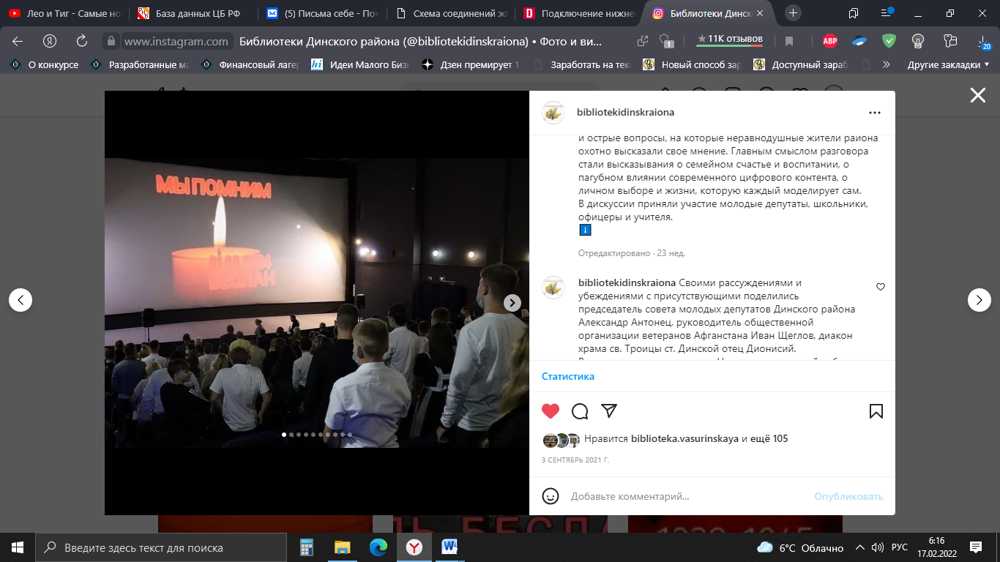 Лео и Тиг - Самые но
База данных ЦБ РФ
(5) Письма себе - Поч
Схема соединений жг
Подключение нижне
Библиотеки Динск
www.instagram.com
Библиотеки Динского района (@bibliotekidinskraiona) • Фото и ви...
1
★ 11K отзывов
ABP
20
О конкурсе
Разработанные ма
Финансовый лагер
hi Идеи Малого Бизн
Дзен премирует 1
Заработать на тек
Новый способ зар
Доступный зараб
»
Другие закладки
МЫ ПОМНИМ
БЕСЛАН
bibliotekidinskraiona
и острые вопросы, на которые неравнодушные жители района
охотно высказали свое мнение. Главным смыслом разговора
стали высказывания о семейном счастье и воспитании, о
пагубном влиянии современного цифрового контента, о
личном выборе и жизни, которую каждый моделирует сам.
В дискуссии приняли участие молодые депутаты, школьники,
офицеры и учителя.
⬇️
Отредактировано · 23 нед.
bibliotekidinskraiona Своими рассуждениями и
убеждениями с присутствующими поделились
председатель совета молодых депутатов Динского района
Александр Антонец, руководитель общественной
организации ветеранов Афганстана Иван Щеглов, диакон
храма св. Троицы ст. Динской отец Дионисий.
Статистика
Нравится biblioteka.vasurinskaya и ещё 105
3 СЕНТЯБРЬ 2021 Г.
Добавьте комментарий...
Опубликовать
БЕСЛА
Введите здесь текст для поиска
6°C Облачно
РУС
6:16
17.02.2022